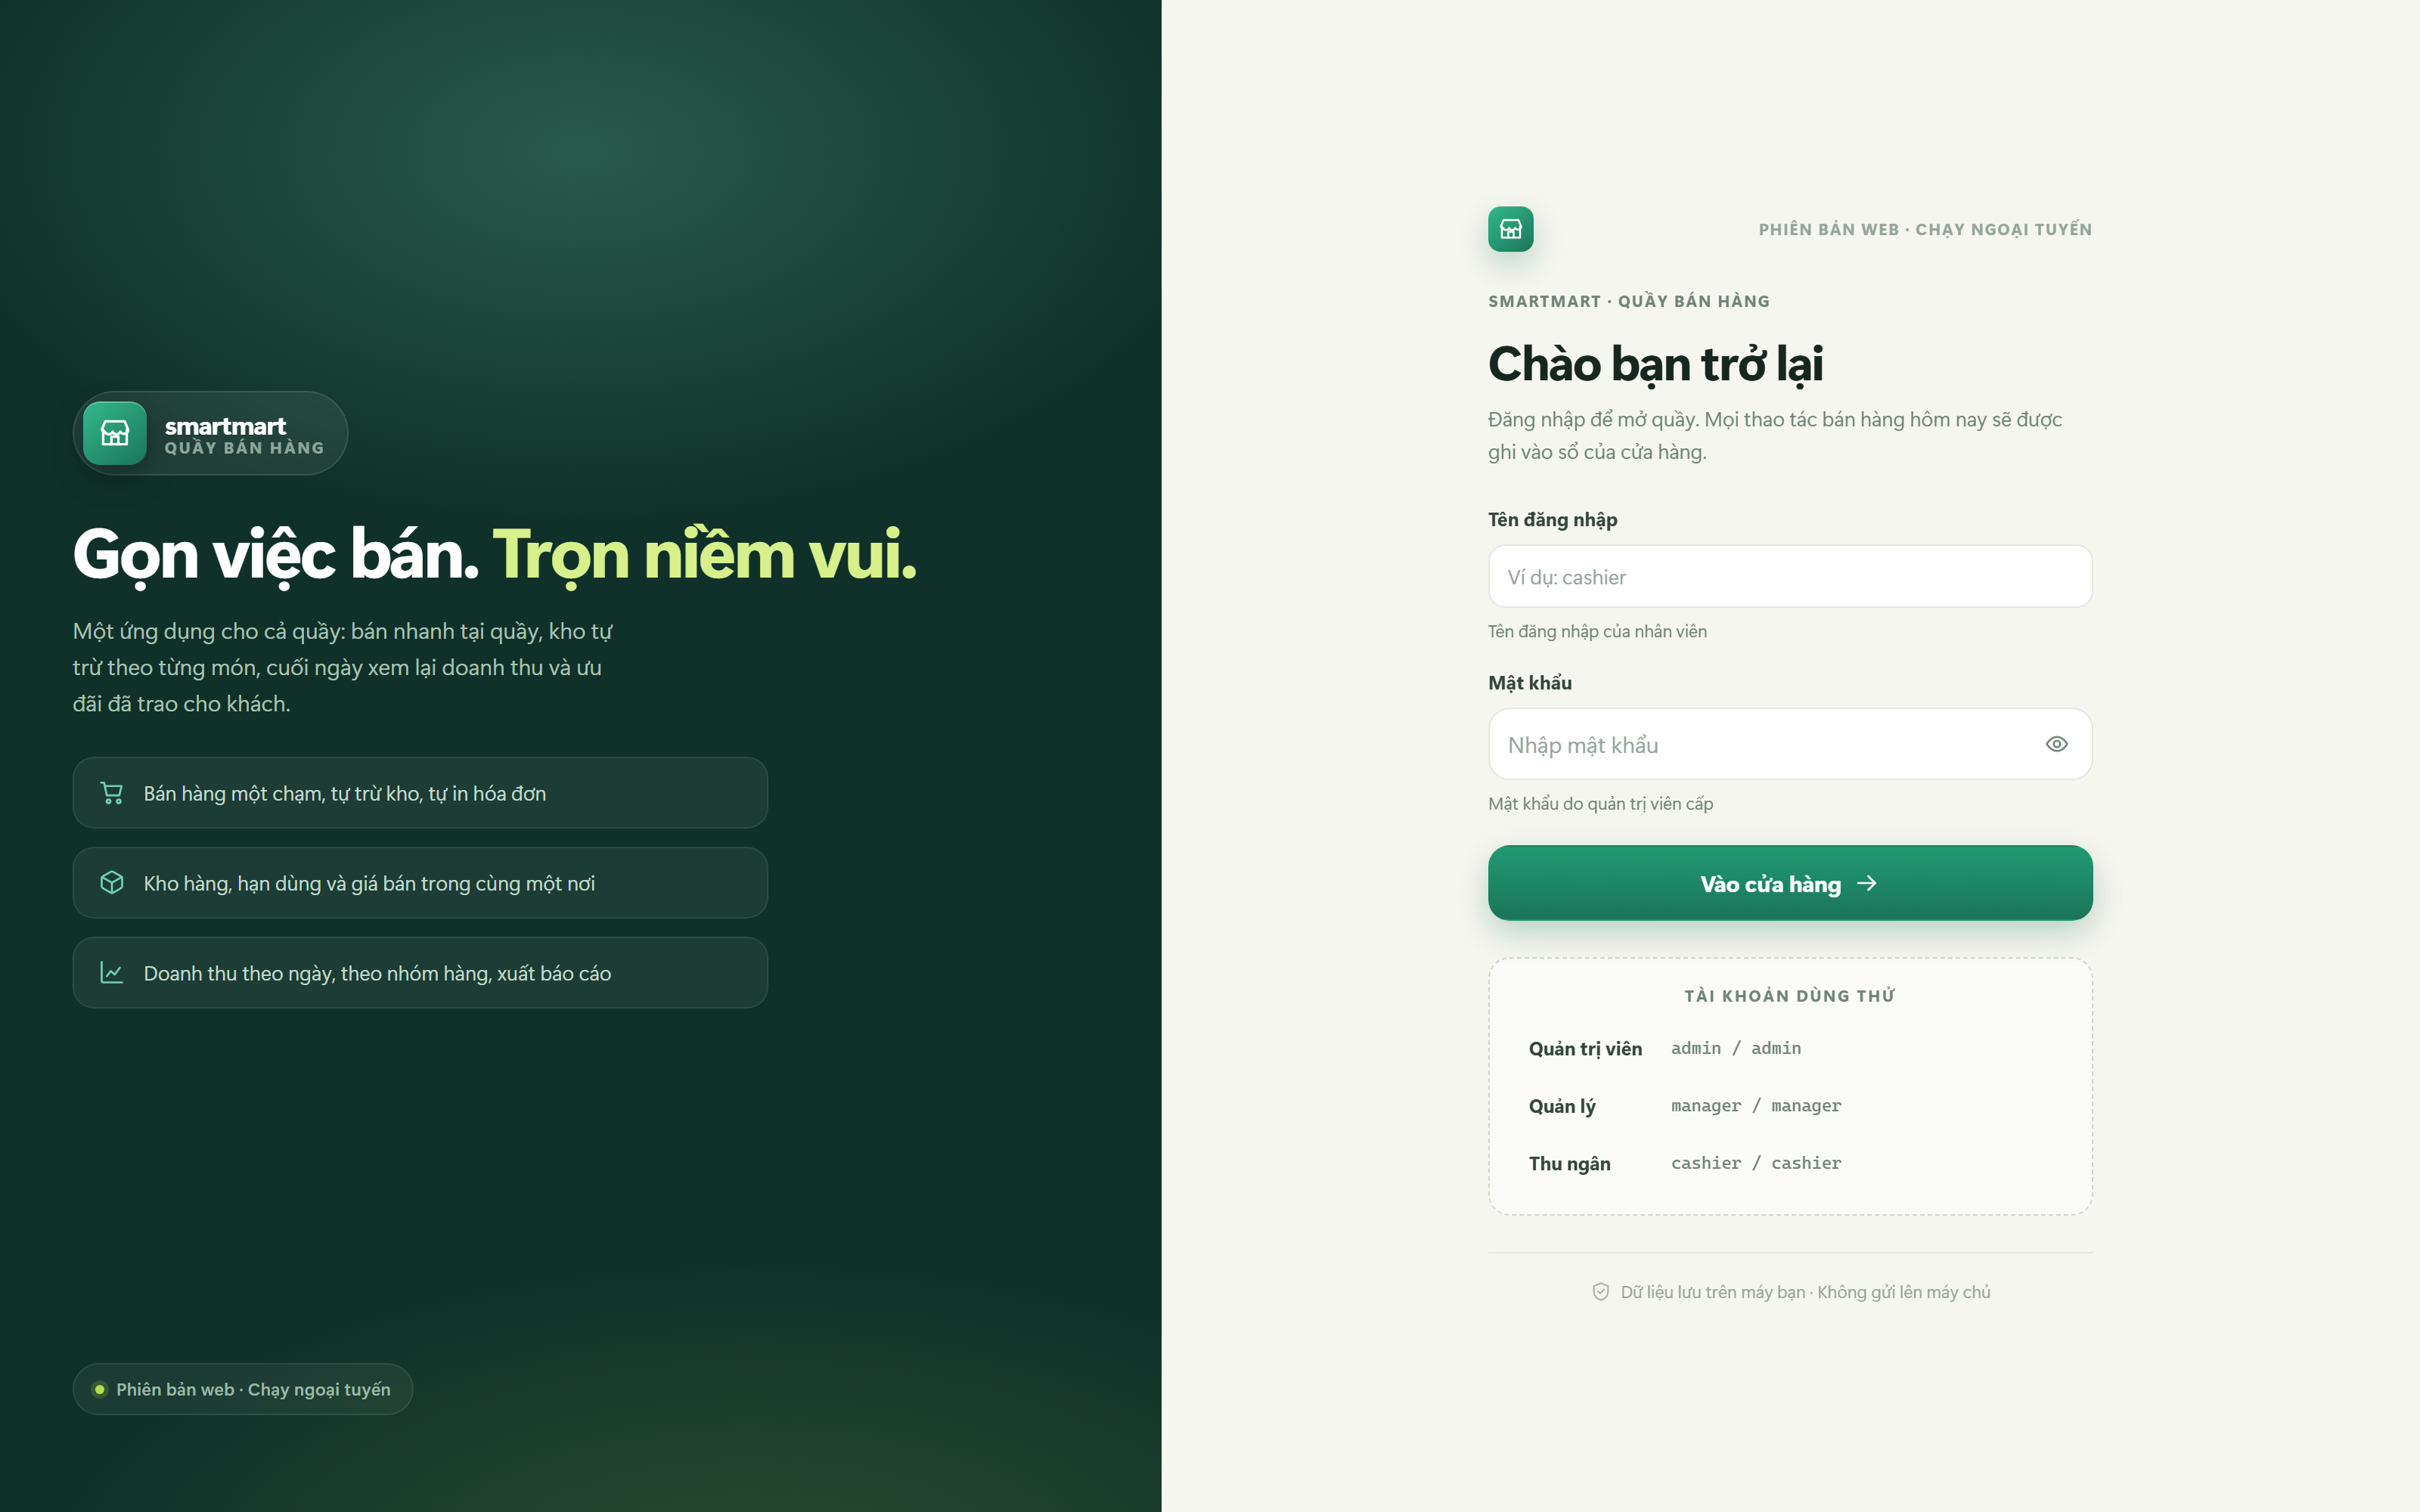 smartmart
QUẦY BÁN HÀNG
Gọn việc bán. Trọn niềm vui.
Một ứng dụng cho cả quầy: bán nhanh tại quầy, kho tự
trừ theo từng món, cuối ngày xem lại doanh thu và ưu
đãi đã trao cho khách.
Bán hàng một chạm, tự trừ kho, tự in hóa đơn
Kho hàng, hạn dùng và giá bán trong cùng một nơi
Doanh thu theo ngày, theo nhóm hàng, xuất báo cáo
Phiên bản web · Chạy ngoại tuyến
PHIÊN BẢN WEB · CHẠY NGOẠI TUYẾN
SMARTMART · QUẦY BÁN HÀNG
Chào bạn trở lại
Đăng nhập để mở quầy. Mọi thao tác bán hàng hôm nay sẽ được
ghi vào sổ của cửa hàng.
Tên đăng nhập
Ví dụ: cashier
Tên đăng nhập của nhân viên
Mật khẩu
Nhập mật khẩu
Mật khẩu do quản trị viên cấp
Vào cửa hàng
TÀI KHOẢN DÙNG THỬ
Quản trị viên admin / admin
Quản lý manager / manager
Thu ngân cashier / cashier
Dữ liệu lưu trên máy bạn · Không gửi lên máy chủ